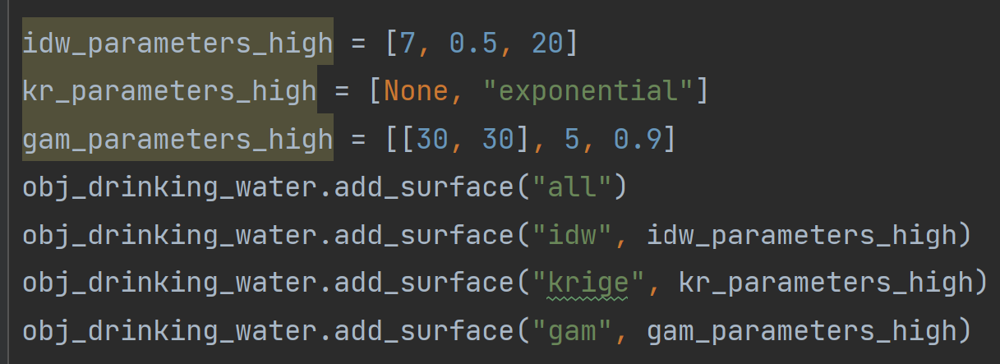 idw_parameters_high = [7, 0.5, 20]
kr_parameters_high = [None, "exponential"]
gam_parameters_high = [[30, 30], 5, 0.9]
obj_drinking_water.add_surface("all")
obj_drinking_water.add_surface("idw", idw_parameters_high)
obj_drinking_water.add_surface("krige", kr_parameters_high)
obj_drinking_water.add_surface("gam", gam_parameters_high)